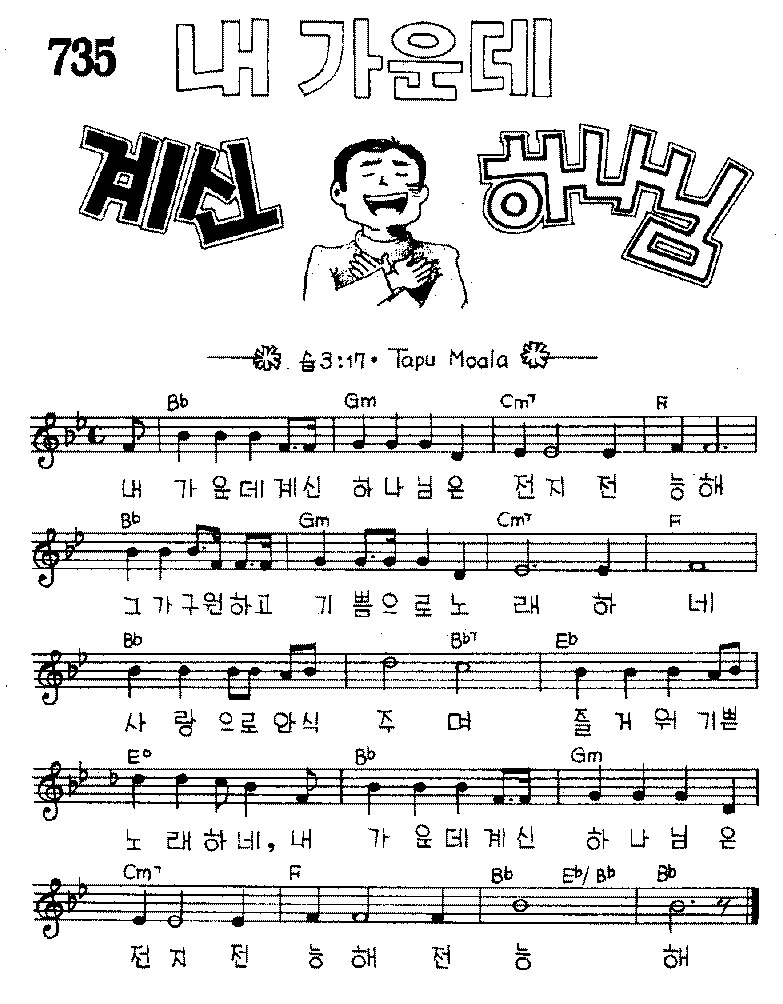 735
내 가운데
계신 하나님
습3:17 • Tapu Moala
Bb Gm Cm7 F
내 가 운데계신 하나님은 전지 전 능해
Bb Gm Cm7 F
그가구원하고 기쁨으로노 래 하 네
Bb Bb7 Eb
사 랑 으로안식 주 며 즐 거 워 기쁜
E° Bb Gm
노 래하네, 내 가 운데계신 하 나 님 은
Cm7 F Bb Eb/Bb Bb
전 지 전 능해 전 능 해